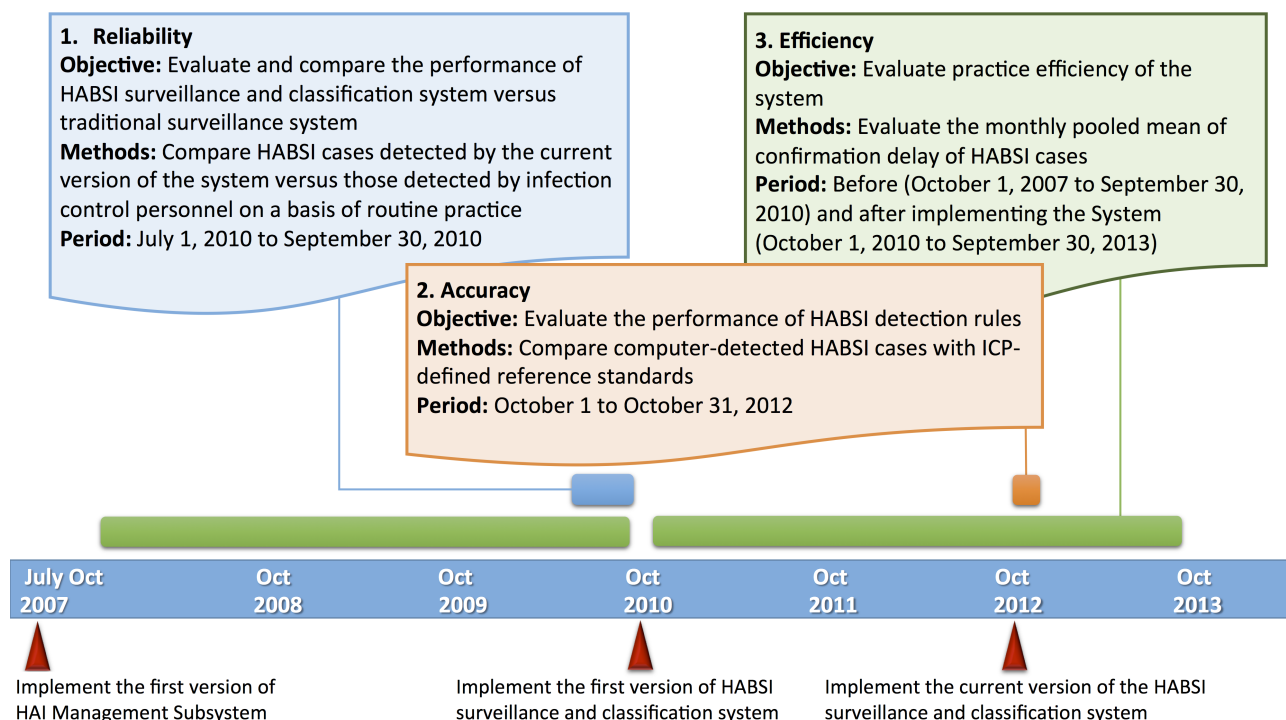 1. Reliability
Objective: Evaluate and compare the performance of
HABSI surveillance and classification system versus
traditional surveillance system
Methods: Compare HABSI cases detected by the current
version of the system versus those detected by infection
control personnel on a basis of routine practice
Period: July 1, 2010 to September 30, 2010
3. Efficiency
Objective: Evaluate practice efficiency of the
system
Methods: Evaluate the monthly pooled mean of
confirmation delay of HABSI cases
Period: Before (October 1, 2007 to September 30,
2010) and after implementing the System
(October 1, 2010 to September 30, 2013)
2. Accuracy
Objective: Evaluate the performance of HABSI detection rules
Methods: Compare computer-detected HABSI cases with ICP-
defined reference standards
Period: October 1 to October 31, 2012
July Oct
2007
Oct
2008
Oct
2009
Oct
2010
Oct
2011
Oct
2012
Oct
2013
Implement the first version of
HAI Management Subsystem
Implement the first version of HABSI
surveillance and classification system
Implement the current version of the HABSI
surveillance and classification system